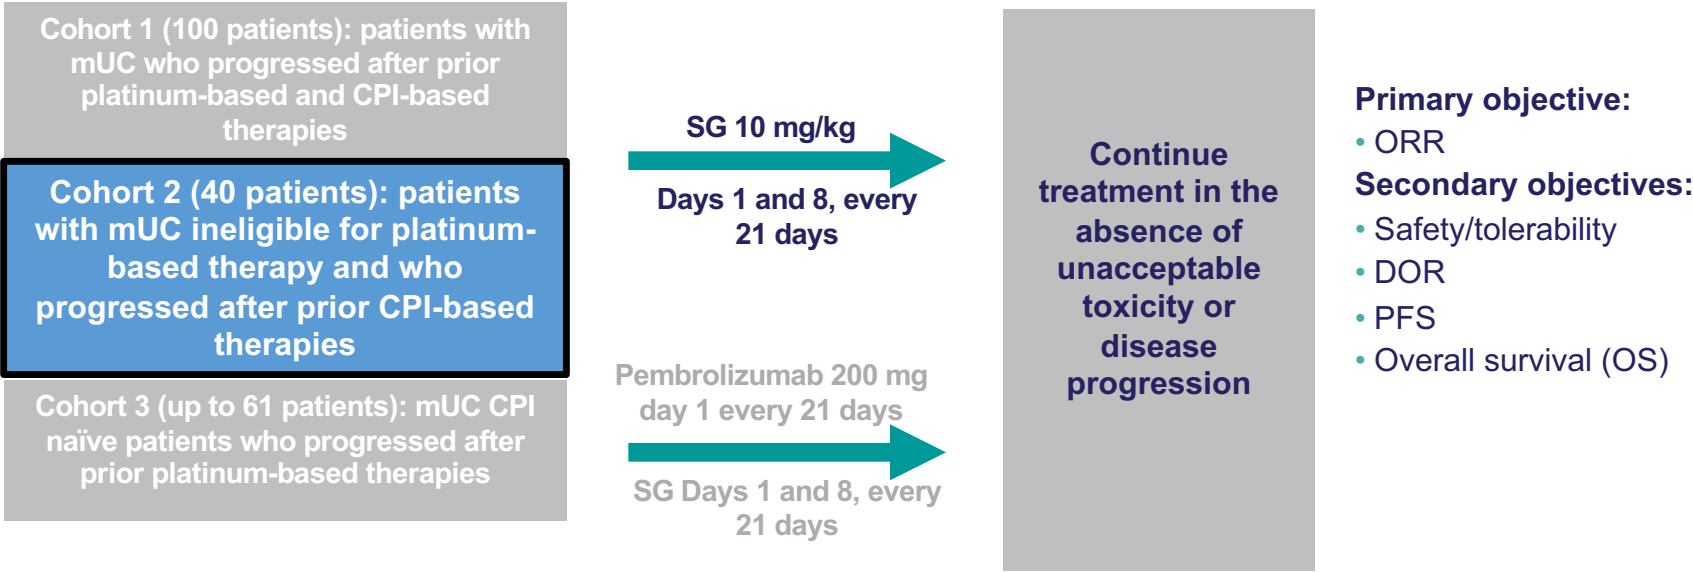 Cohort 1 (100 patients): patients with
mUC who progressed after prior
platinum-based and CPI-based
therapies
Cohort 2 (40 patients): patients
with mUC ineligible for platinum-
based therapy and who
progressed after prior CPI-based
therapies
Cohort 3 (up to 61 patients): mUC CPI
naïve patients who progressed after
prior platinum-based therapies
SG 10 mg/kg
Days 1 and 8, every
21 days
Pembrolizumab 200 mg
day 1 every 21 days
SG Days 1 and 8, every
21 days
Continue
treatment in the
absence of
unacceptable
toxicity or
disease
progression
Primary objective:
• ORR
Secondary objectives:
• Safety/tolerability
• DOR
• PFS
• Overall survival (OS)